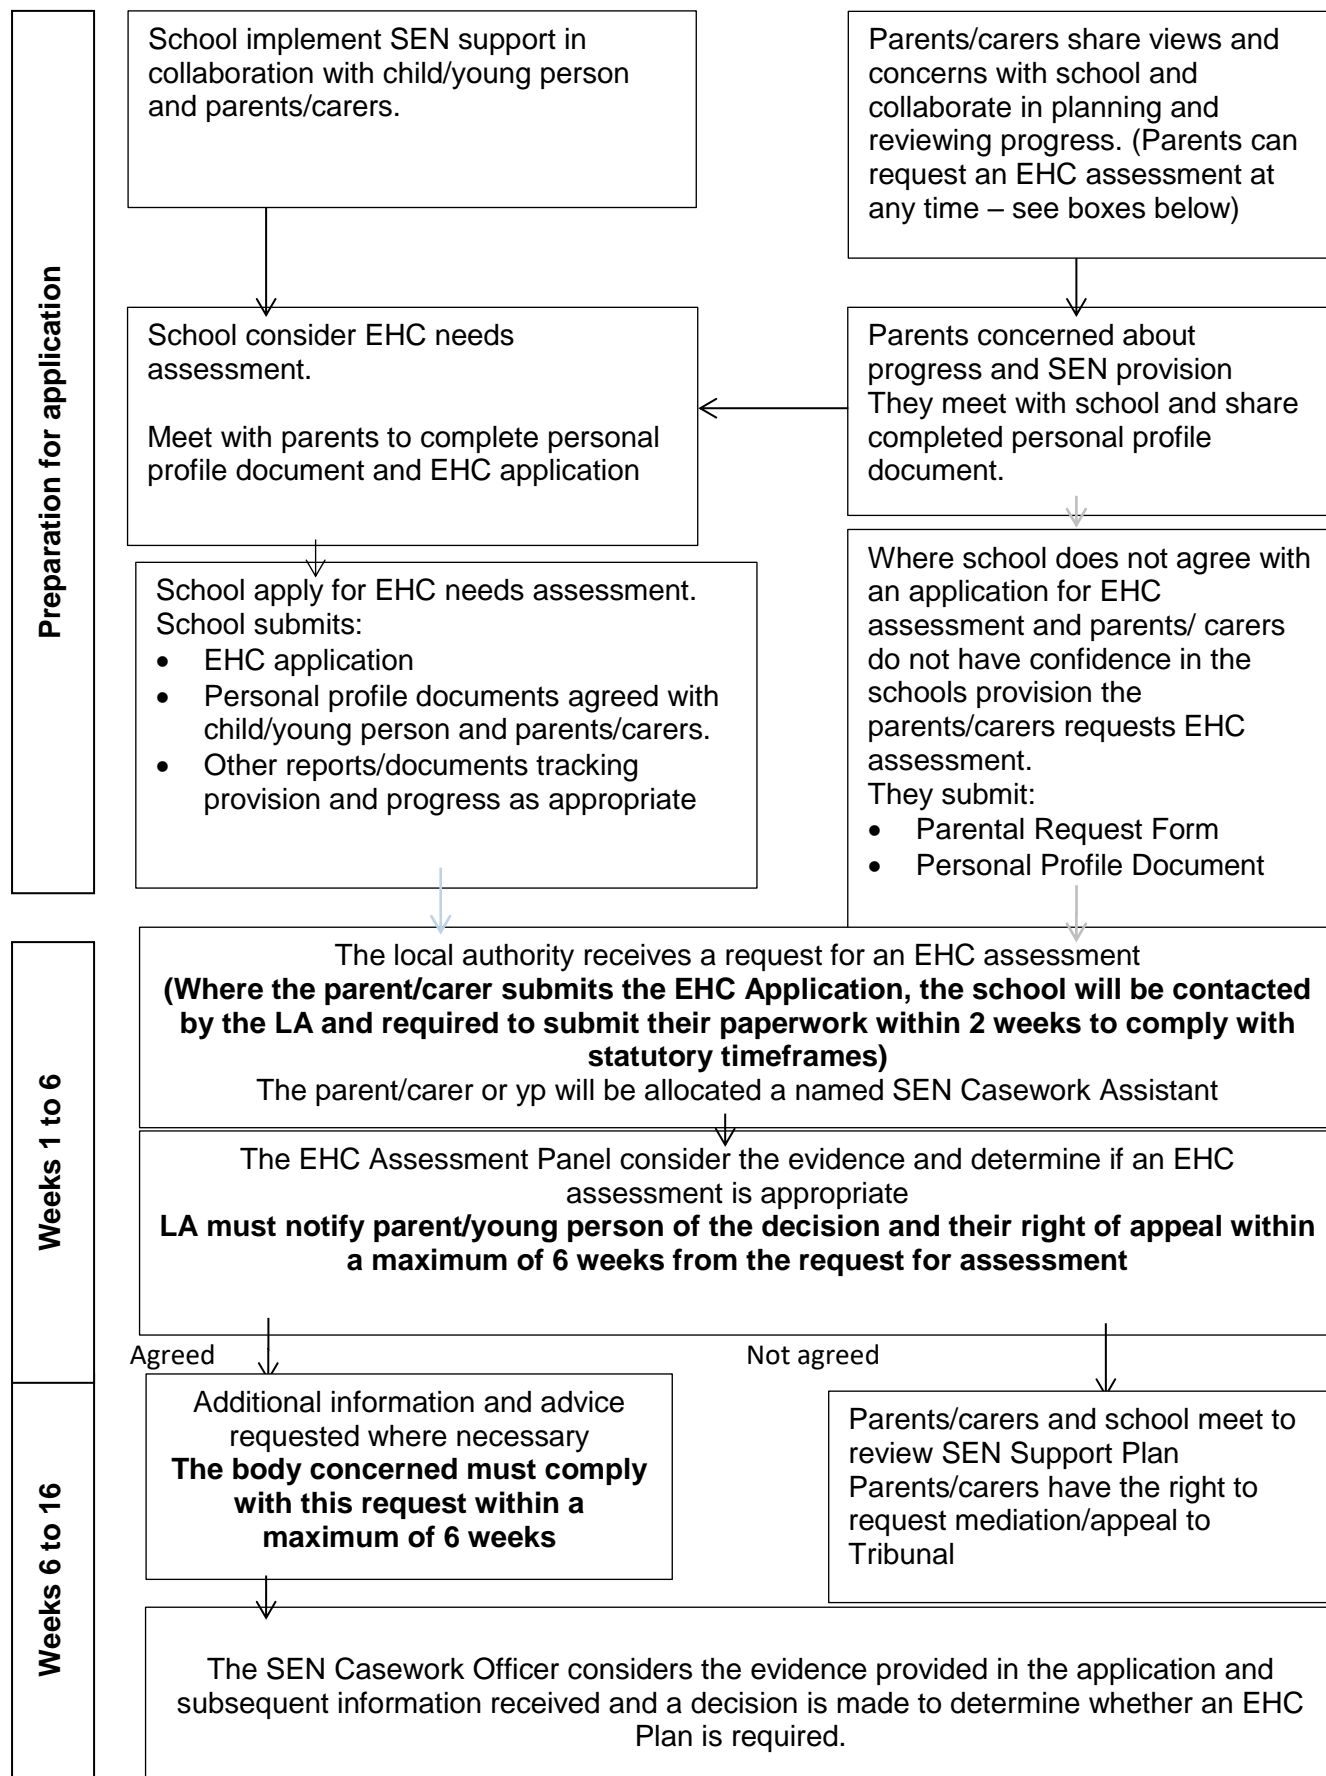 Preparation for application
School implement SEN support in
collaboration with child/young person
and parents/carers.
Parents/carers share views and
concerns with school and
collaborate in planning and
reviewing progress. (Parents can
request an EHC assessment at
any time – see boxes below)
School consider EHC needs
assessment.
Meet with parents to complete personal
profile document and EHC application
Parents concerned about
progress and SEN provision
They meet with school and share
completed personal profile
document.
School apply for EHC needs assessment.
School submits:
• EHC application
• Personal profile documents agreed with
child/young person and parents/carers.
• Other reports/documents tracking
provision and progress as appropriate
Where school does not agree with
an application for EHC
assessment and parents/ carers
do not have confidence in the
schools provision the
parents/carers requests EHC
assessment.
They submit:
• Parental Request Form
• Personal Profile Document
Weeks 1 to 6
The local authority receives a request for an EHC assessment
(Where the parent/carer submits the EHC Application, the school will be contacted
by the LA and required to submit their paperwork within 2 weeks to comply with
statutory timeframes)
The parent/carer or yp will be allocated a named SEN Casework Assistant
The EHC Assessment Panel consider the evidence and determine if an EHC
assessment is appropriate
LA must notify parent/young person of the decision and their right of appeal within
a maximum of 6 weeks from the request for assessment
Agreed
Not agreed
Weeks 6 to 16
Additional information and advice
requested where necessary
The body concerned must comply
with this request within a
maximum of 6 weeks
Parents/carers and school meet to
review SEN Support Plan
Parents/carers have the right to
request mediation/appeal to
Tribunal
The SEN Casework Officer considers the evidence provided in the application and
subsequent information received and a decision is made to determine whether an EHC
Plan is required.